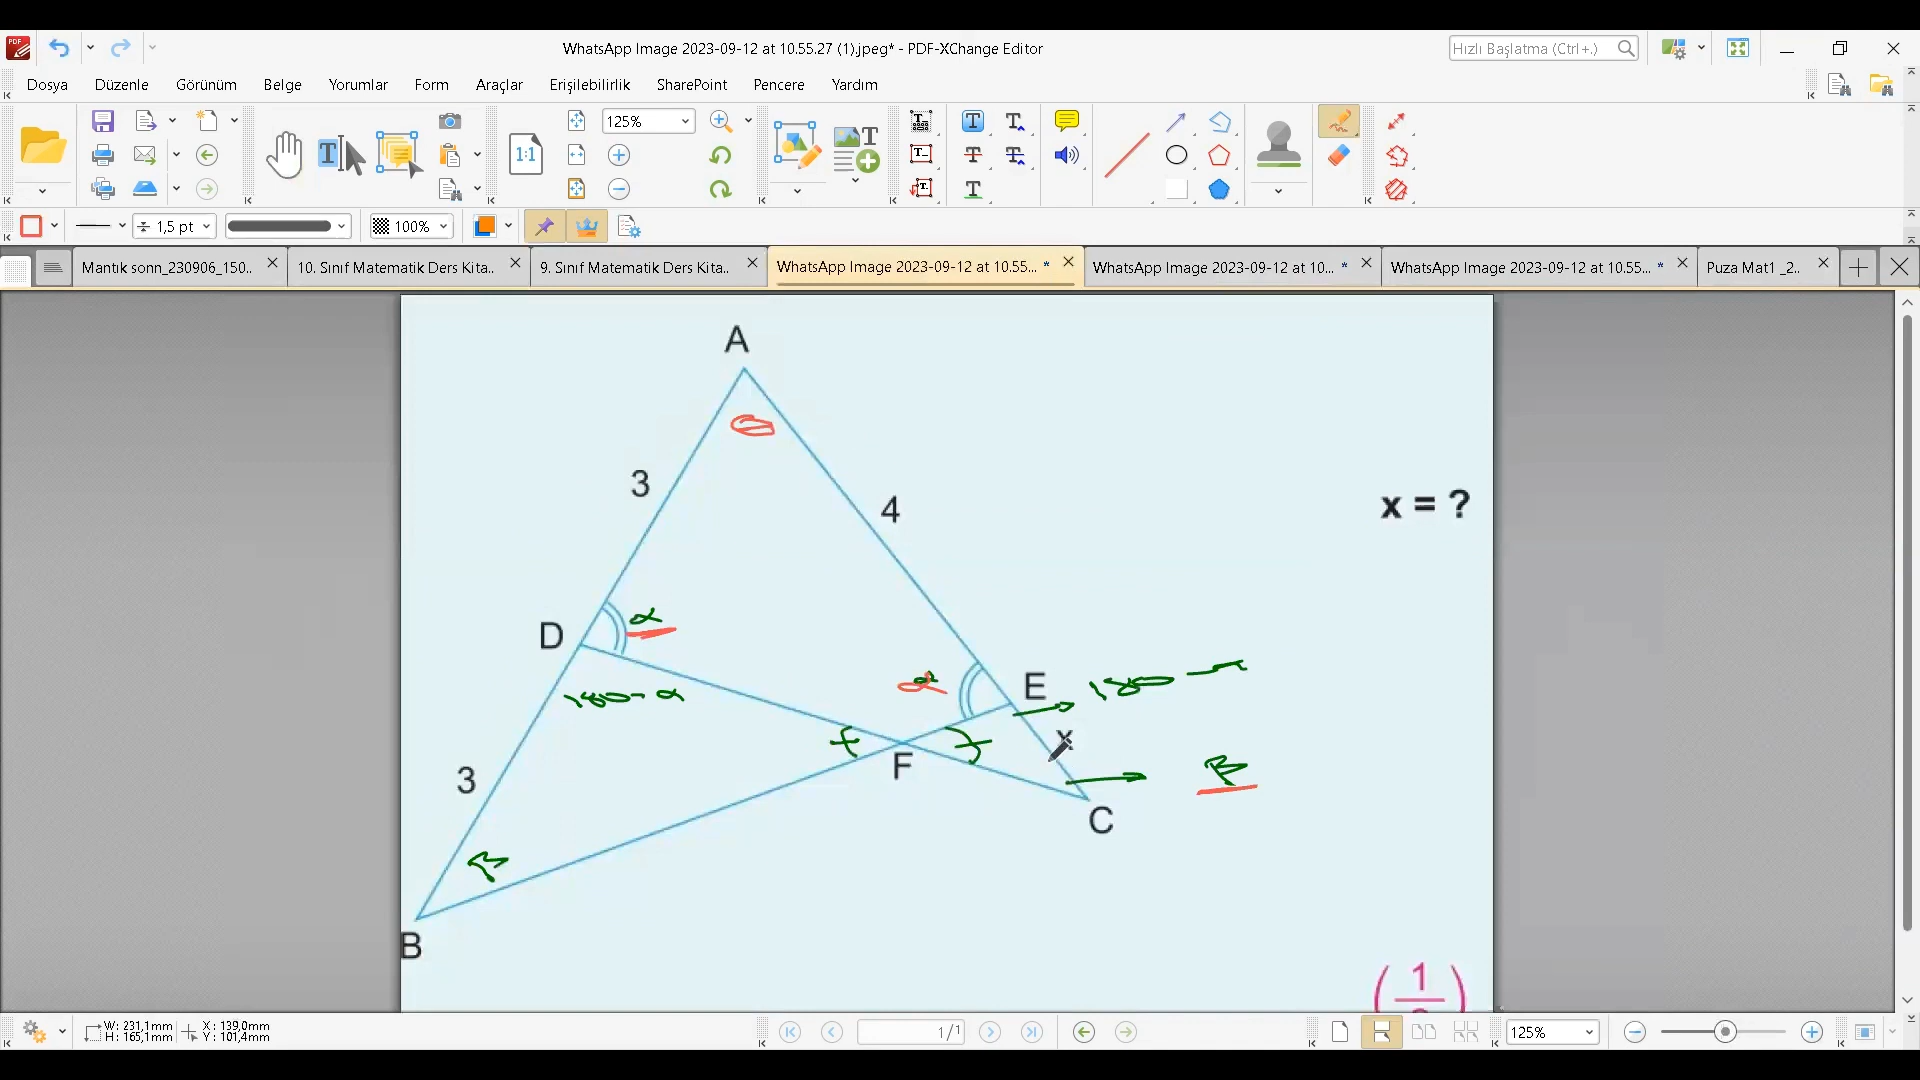 WhatsApp Image 2023-09-12 at 10.55.27 (1).jpeg* - PDF-XChange Editor
Hızlı Başlatma (Ctrl+.)
Dosya Düzenle Görünüm Belge Yorumlar Form Araçlar Erişilebilirlik SharePoint Pencere Yardım
125%
1:1
1,5 pt
100%
Mantık sonn_230906_150..
10. Sınıf Matematik Ders Kita..
9. Sınıf Matematik Ders Kita..
WhatsApp Image 2023-09-12 at 10.55... *
WhatsApp Image 2023-09-12 at 10... *
WhatsApp Image 2023-09-12 at 10.55... *
Puza Mat1 _2..
A
3
4
x = ?
D
α
180-α
α
E
180-α
x
F
3
C
B
1
W: 231,1mm
H: 165,1mm
X: 139,0mm
Y: 101,4mm
1/1
125%